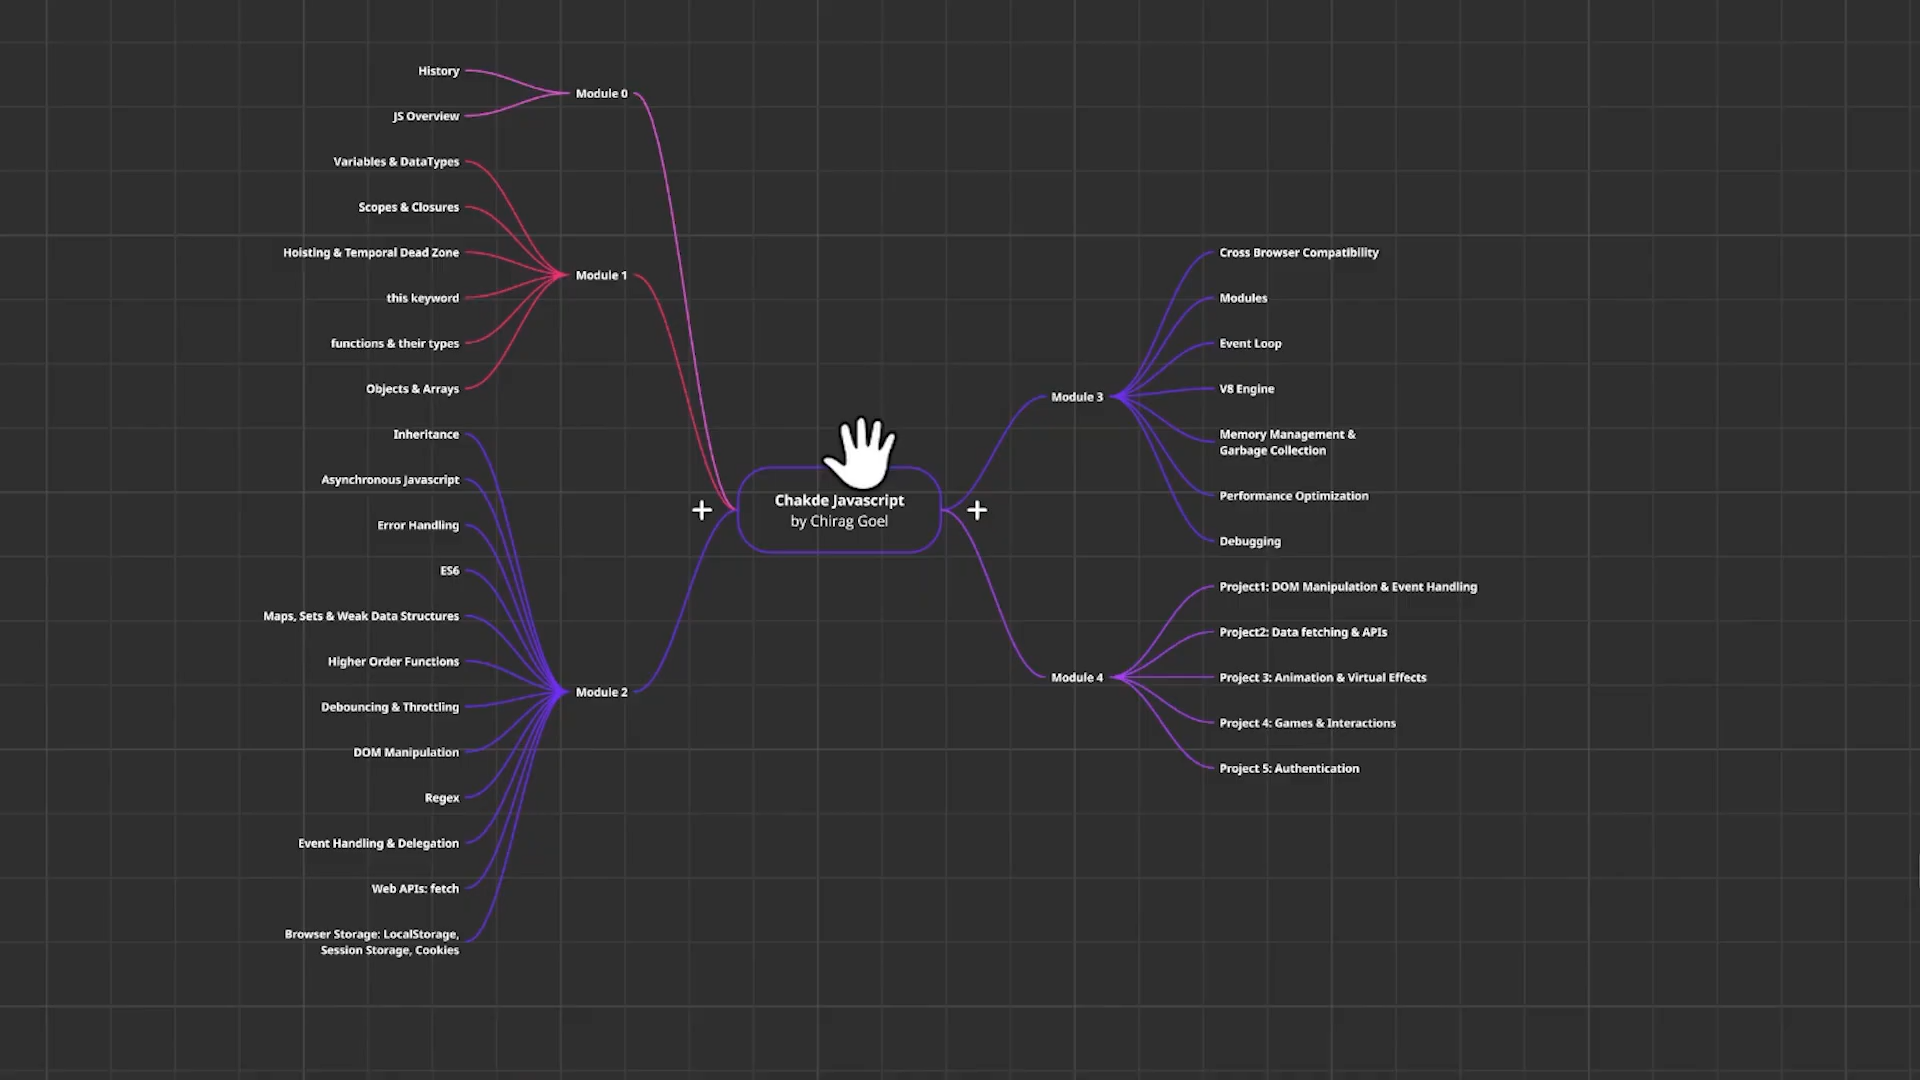 History
JS Overview
Module 0
Variables & DataTypes
Scopes & Closures
Hoisting & Temporal Dead Zone
this keyword
functions & their types
Objects & Arrays
Module 1
Inheritance
Asynchronous Javascript
Error Handling
ES6
Maps, Sets & Weak Data Structures
Higher Order Functions
Debouncing & Throttling
DOM Manipulation
Regex
Event Handling & Delegation
Web APIs: fetch
Browser Storage: LocalStorage,
Session Storage, Cookies
Module 2
Chakde Javascript
by Chirag Goel
Module 3
Cross Browser Compatibility
Modules
Event Loop
V8 Engine
Memory Management &
Garbage Collection
Performance Optimization
Debugging
Module 4
Project1: DOM Manipulation & Event Handling
Project2: Data fetching & APIs
Project 3: Animation & Virtual Effects
Project 4: Games & Interactions
Project 5: Authentication